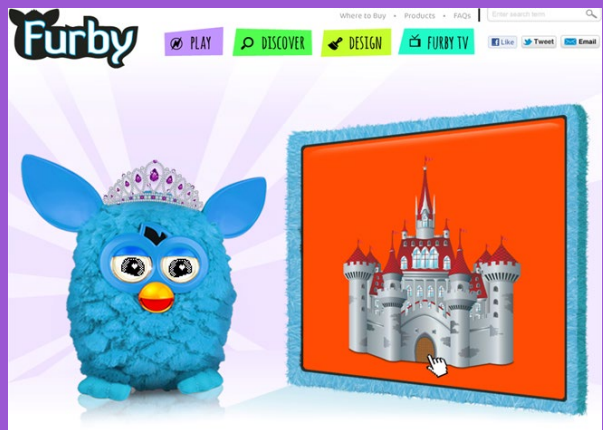 Where to Buy • Products • FAQs
Enter search term
Furby
PLAY
DISCOVER
DESIGN
FURBY TV
Like
Tweet
Email